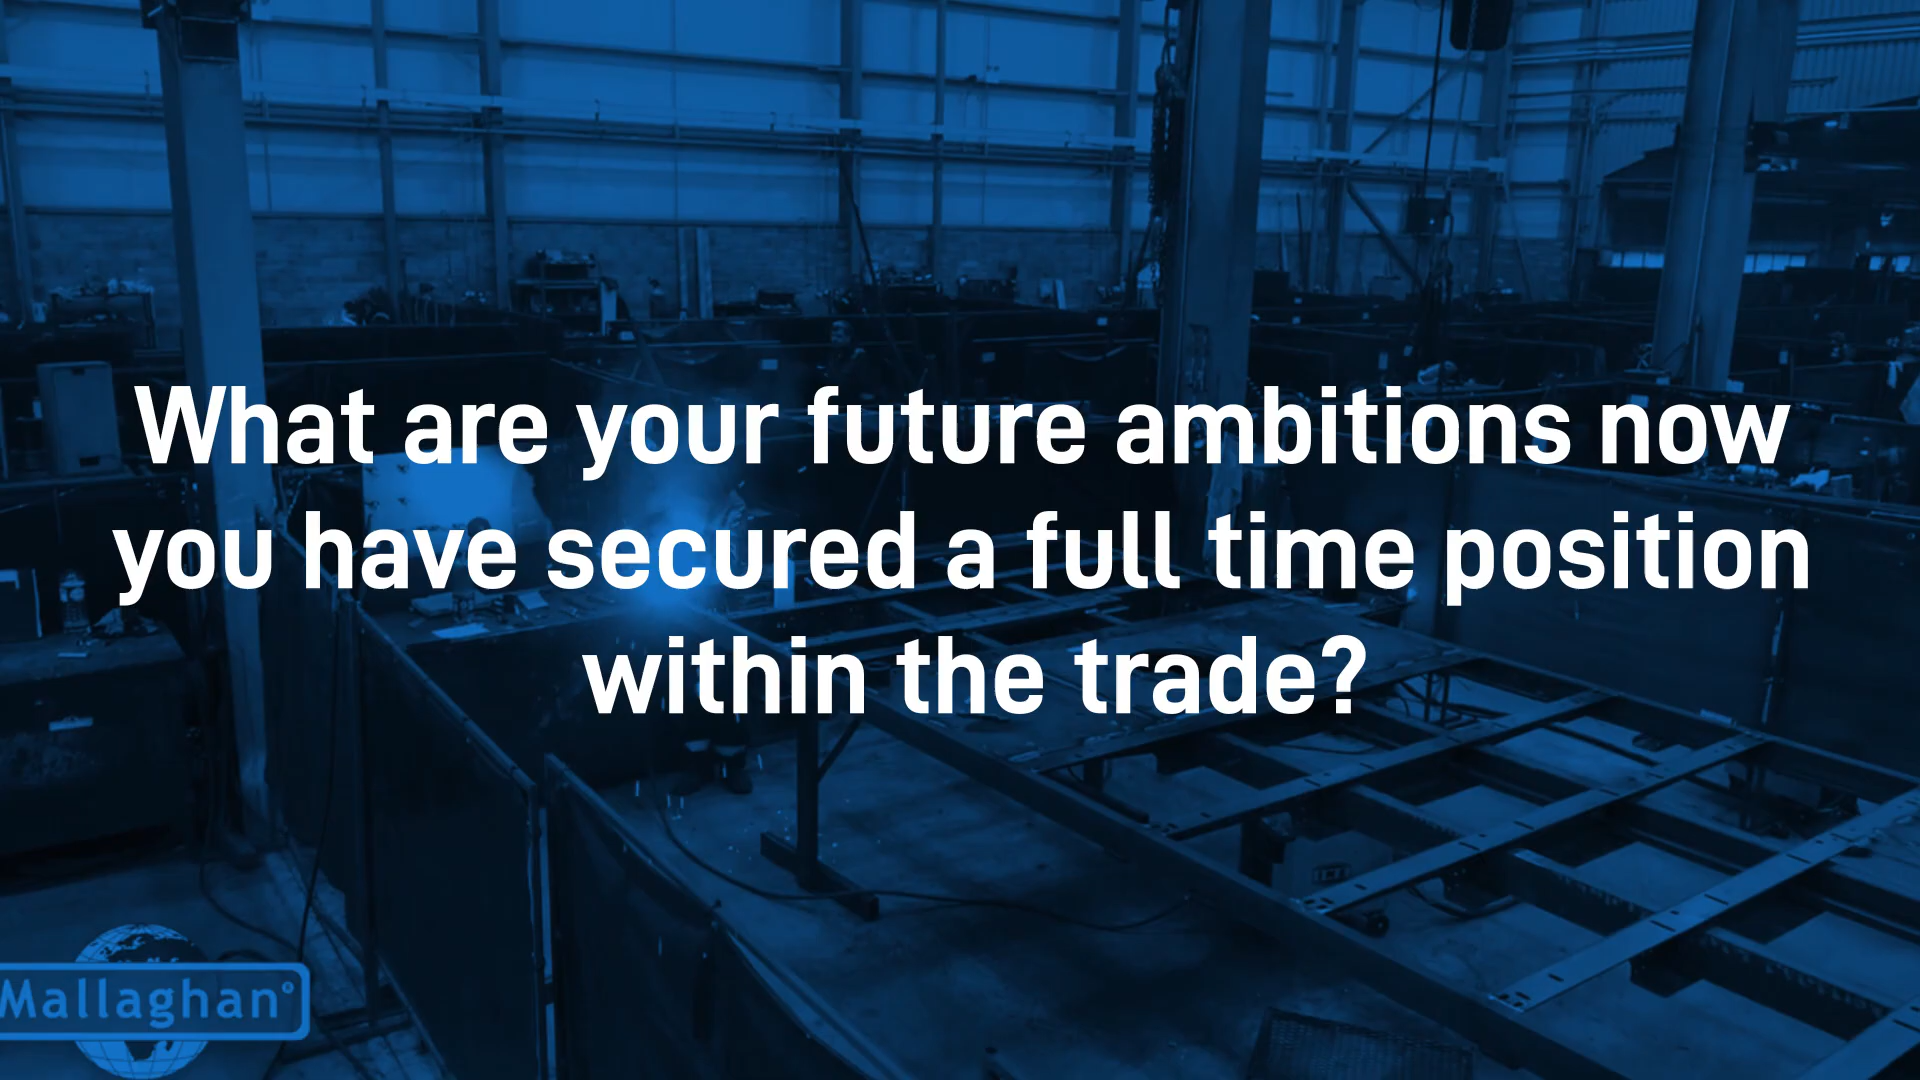 What are your future ambitions now
you have secured a full time position
within the trade?
Mallaghan